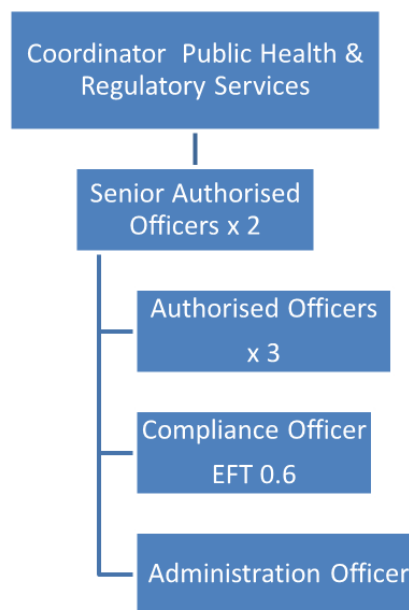 Coordinator Public Health &
Regulatory Services
Senior Authorised
Officers x 2
Authorised Officers
x 3
Compliance Officer
EFT 0.6
Administration Officer